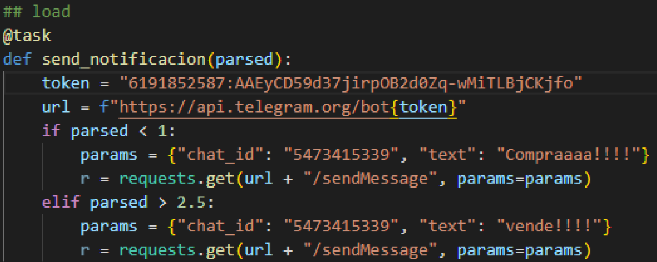 ## load
@task
def send_notificacion(parsed):
    token = "6191852587:AAEyCD59d37jirpOB2d0Zq-wMiTLBjCKjfo"
    url = f"https://api.telegram.org/bot{token}"
    if parsed < 1:
        params = {"chat_id": "5473415339", "text": "Compraaaa!!!!"}
        r = requests.get(url + "/sendMessage", params=params)
    elif parsed > 2.5:
        params = {"chat_id": "5473415339", "text": "vende!!!!"}
        r = requests.get(url + "/sendMessage", params=params)